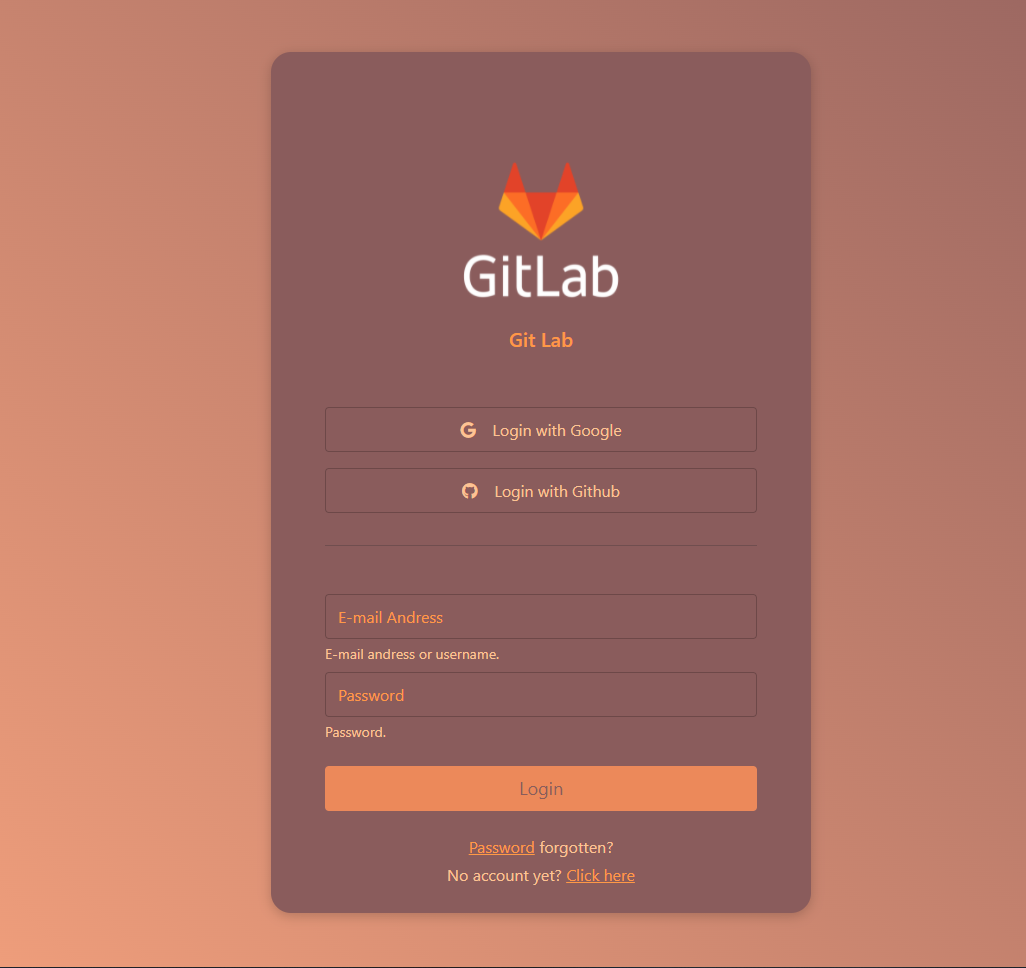 GitLab
Git Lab
Login with Google
Login with Github
E-mail Andress
E-mail andress or username.
Password
Password.
Login
Password forgotten?
No account yet? Click here